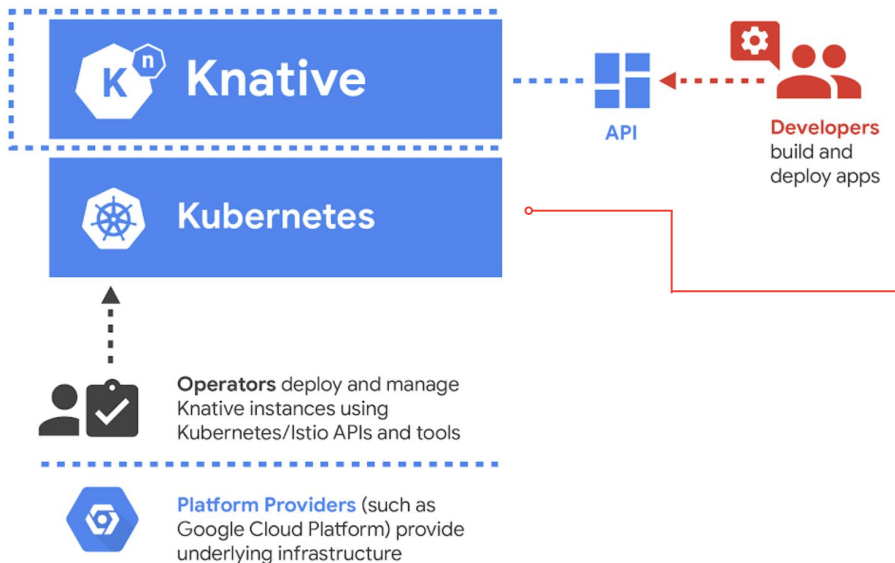 K n Knative
API
Developers
build and
deploy apps
Kubernetes
Operators deploy and manage
Knative instances using
Kubernetes/Istio APIs and tools
Platform Providers (such as
Google Cloud Platform) provide
underlying infrastructure